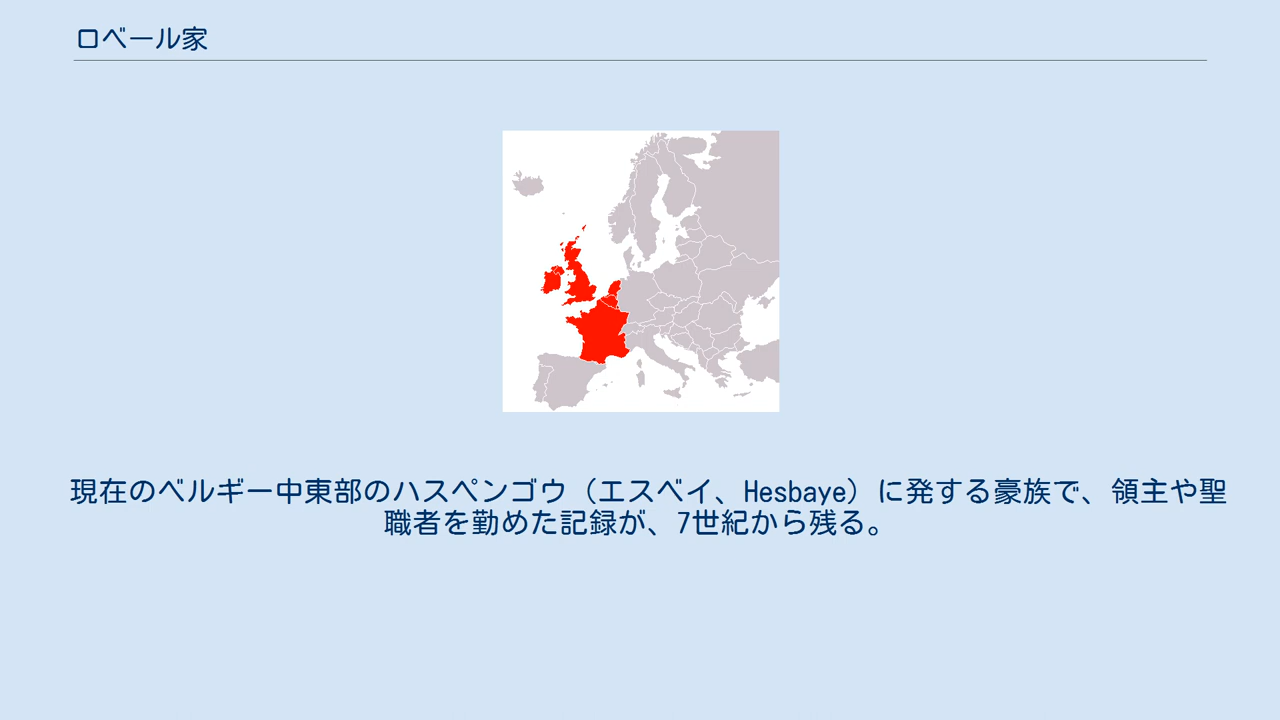 ロベール家
現在のベルギー中東部のハスペンゴウ（エスベイ、Hesbaye）に発する豪族で、領主や聖
職者を勤めた記録が、7世紀から残る。